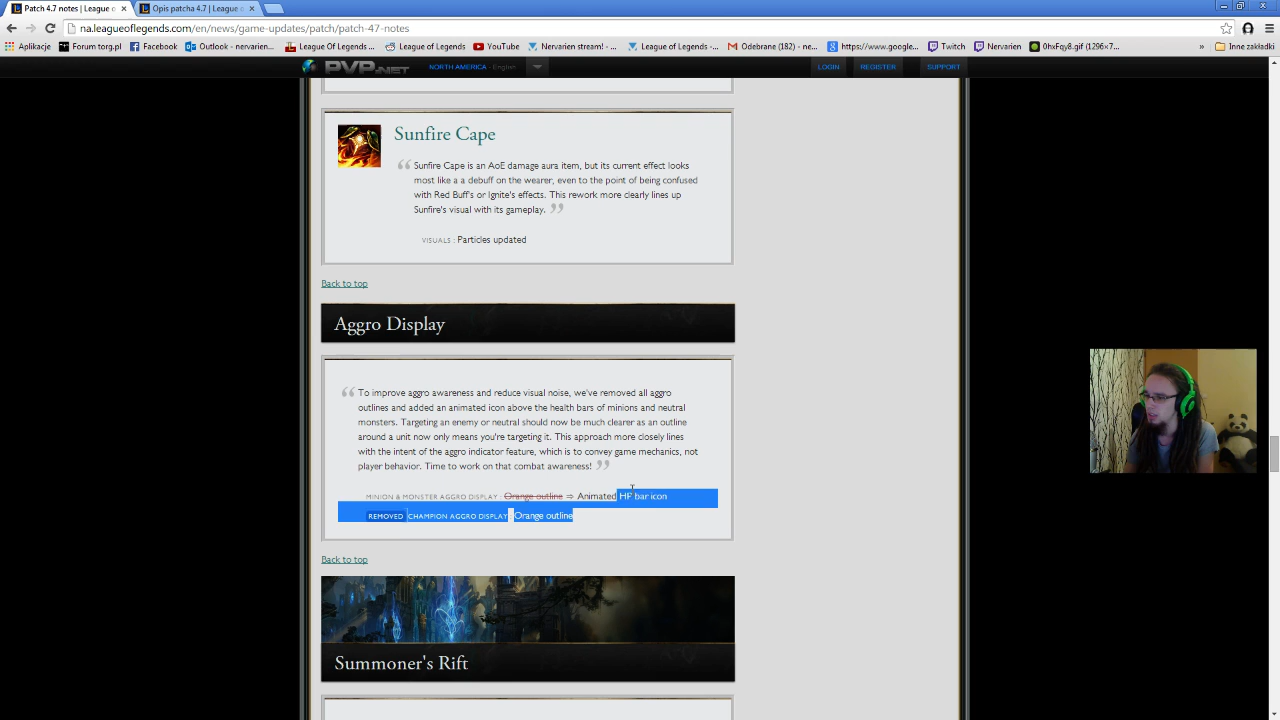 Patch 4.7 notes | League o
Opis patcha 4.7 | League o
na.leagueoflegends.com/en/news/game-updates/patch/patch-47-notes
Aplikacje
Forum torg.pl
Facebook
Outlook - nervarien...
League Of Legends ...
League of Legends
YouTube
Nervarien stream! -...
League of Legends -...
Odebrane (182) - ne...
https://www.google...
Twitch
Nervarien
0hxFqy8.gif (1296×7...
»
Inne zakładki
PVP.NET
NORTH AMERICA - English
LOGIN
REGISTER
SUPPORT
Sunfire Cape
Sunfire Cape is an AoE damage aura item, but its current effect looks
most like a a debuff on the wearer, even to the point of being confused
with Red Buff's or Ignite's effects. This rework more clearly lines up
Sunfire's visual with its gameplay.
VISUALS : Particles updated
Back to top
Aggro Display
To improve aggro awareness and reduce visual noise, we've removed all aggro
outlines and added an animated icon above the health bars of minions and neutral
monsters. Targeting an enemy or neutral should now be much clearer as an outline
around a unit now only means you're targeting it. This approach more closely lines
with the intent of the aggro indicator feature, which is to convey game mechanics, not
player behavior. Time to work on that combat awareness!
MINION & MONSTER AGGRO DISPLAY : Orange outline ⇒ Animated HP bar icon
REMOVED CHAMPION AGGRO DISPLAY : Orange outline
Back to top
Summoner's Rift